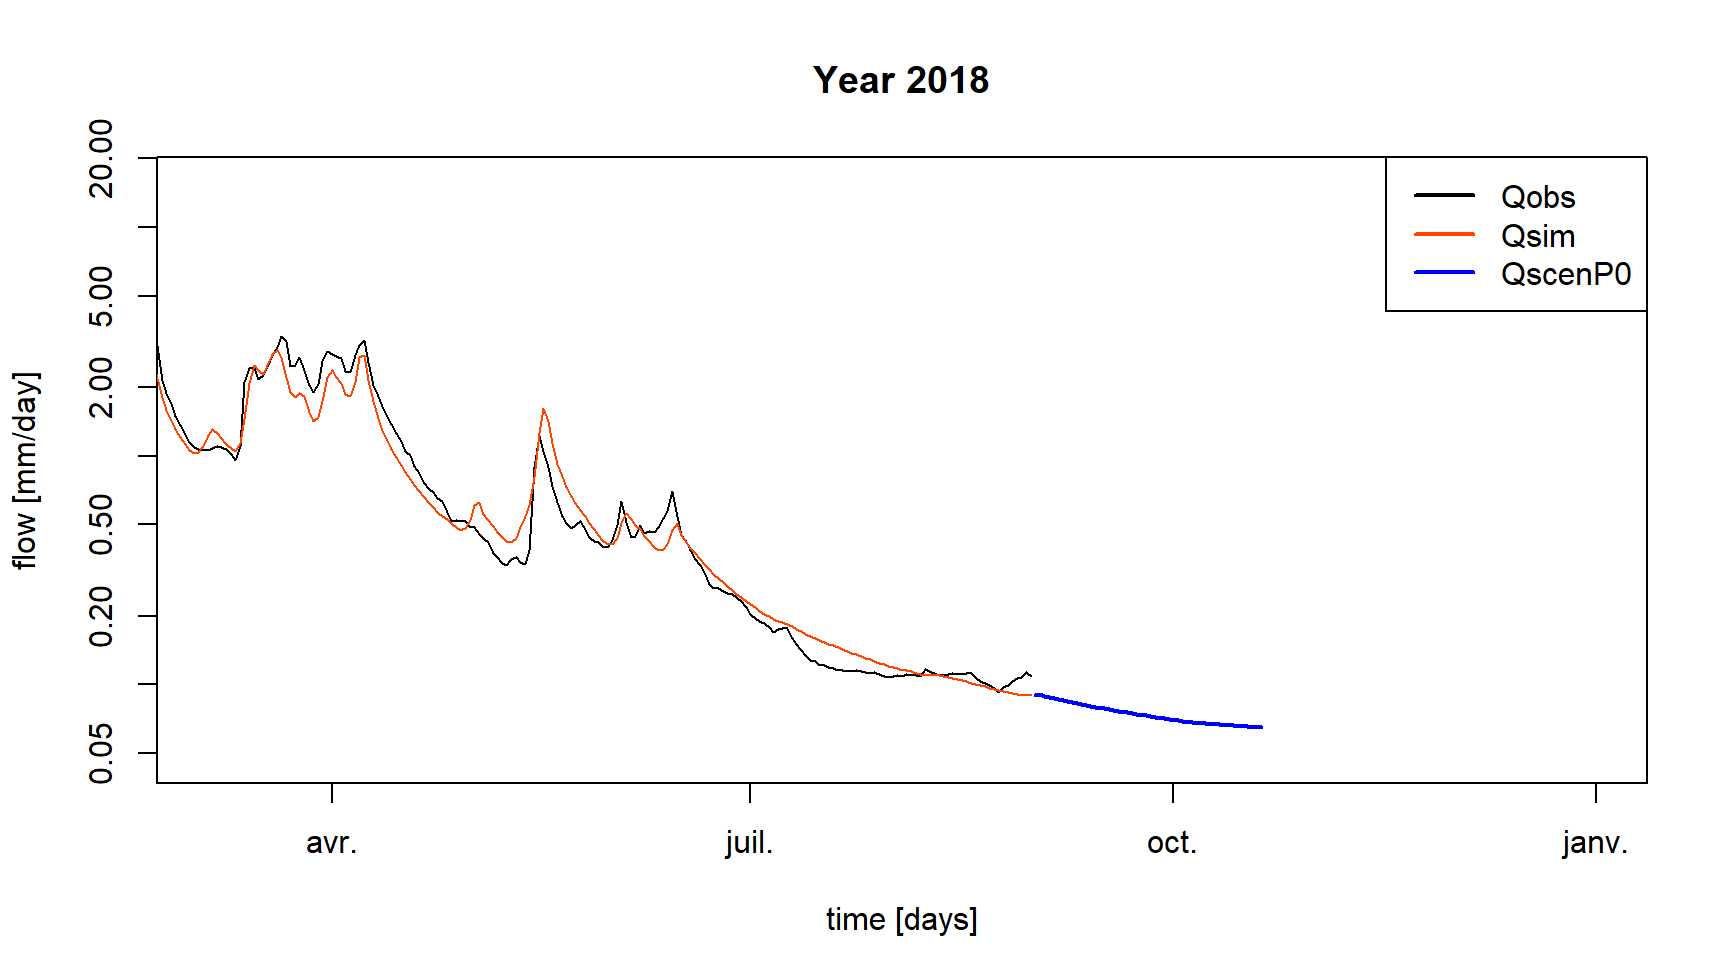 Year 2018
20.00
5.00
2.00
0.50
0.20
0.05
flow [mm/day]
Qobs
Qsim
QscenP0
avr.
juil.
oct.
janv.
time [days]